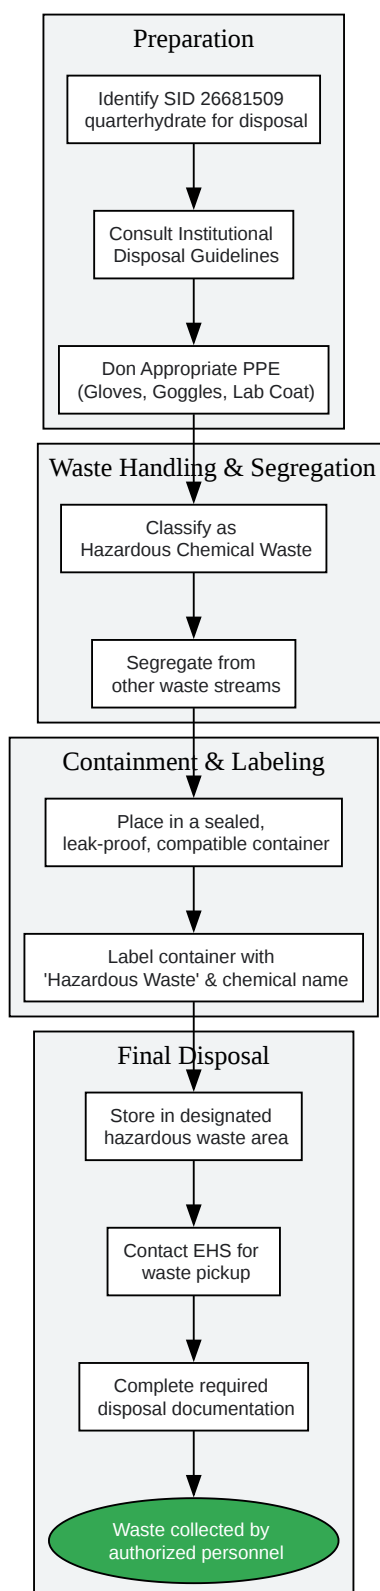 Preparation
Identify SID 26681509
quarterhydrate for disposal
Consult Institutional
Disposal Guidelines
Don Appropriate PPE
(Gloves, Goggles, Lab Coat)
Waste Handling & Segregation
Classify as
Hazardous Chemical Waste
Segregate from
other waste streams
Containment & Labeling
Place in a sealed,
leak-proof, compatible container
Label container with
'Hazardous Waste' & chemical name
Final Disposal
Store in designated
hazardous waste area
Contact EHS for
waste pickup
Complete required
disposal documentation
Waste collected by
authorized personnel